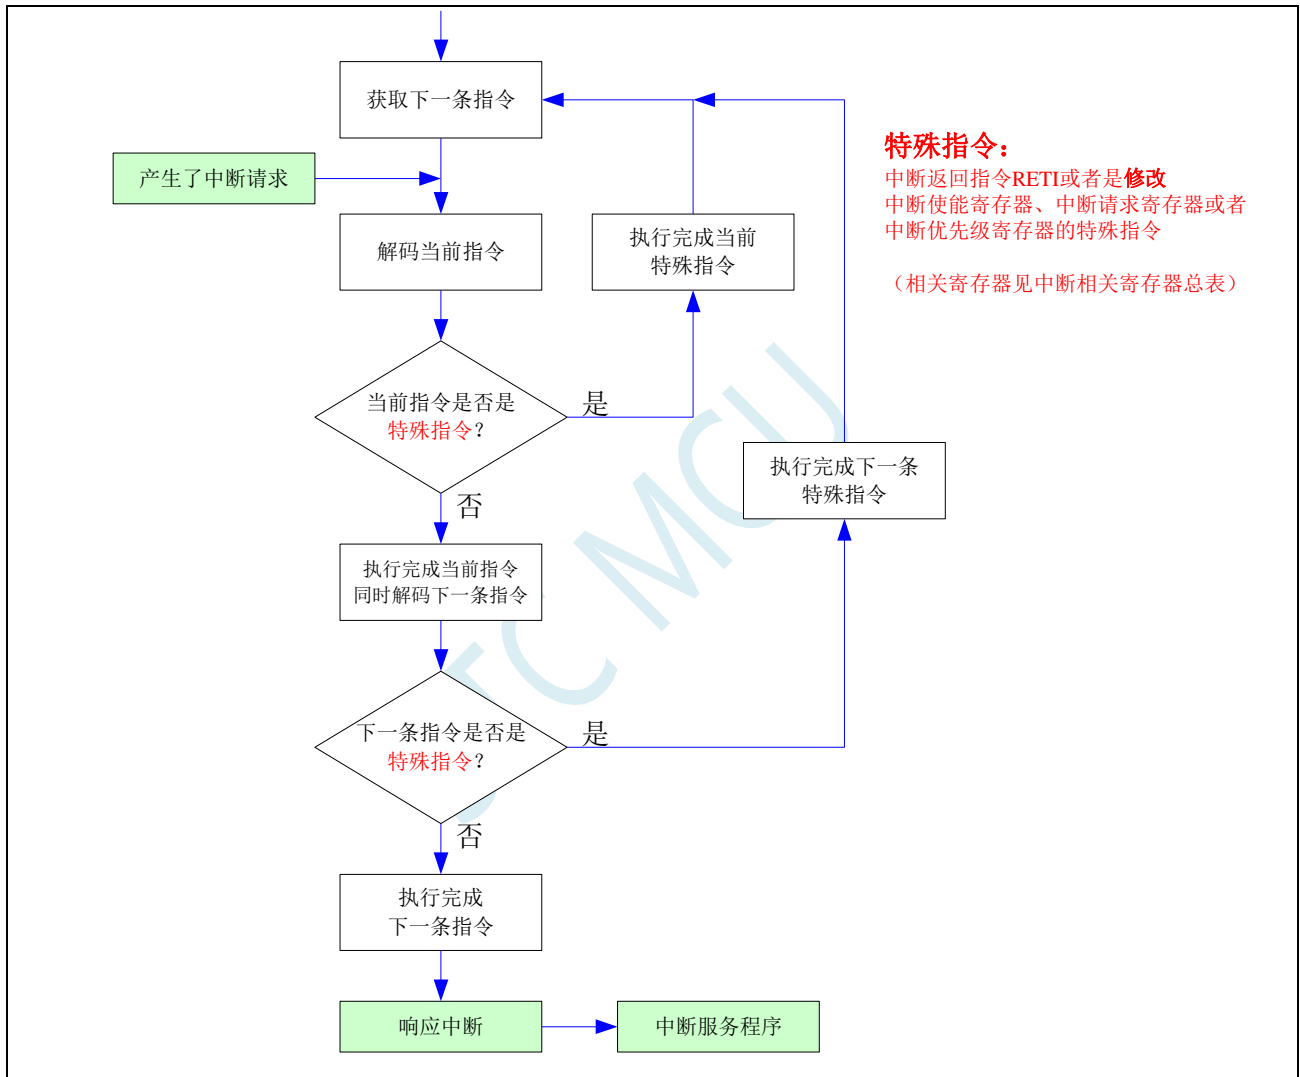 获取下一条指令
产生了中断请求
解码当前指令
执行完成当前
特殊指令
特殊指令：
中断返回指令RETI或者是修改
中断使能寄存器、中断请求寄存器或者
中断优先级寄存器的特殊指令
（相关寄存器见中断相关寄存器总表）
当前指令是否是
特殊指令？
是
否
执行完成下一条
特殊指令
执行完成当前指令
同时解码下一条指令
下一条指令是否是
特殊指令？
是
否
执行完成
下一条指令
响应中断
中断服务程序
STC MCU